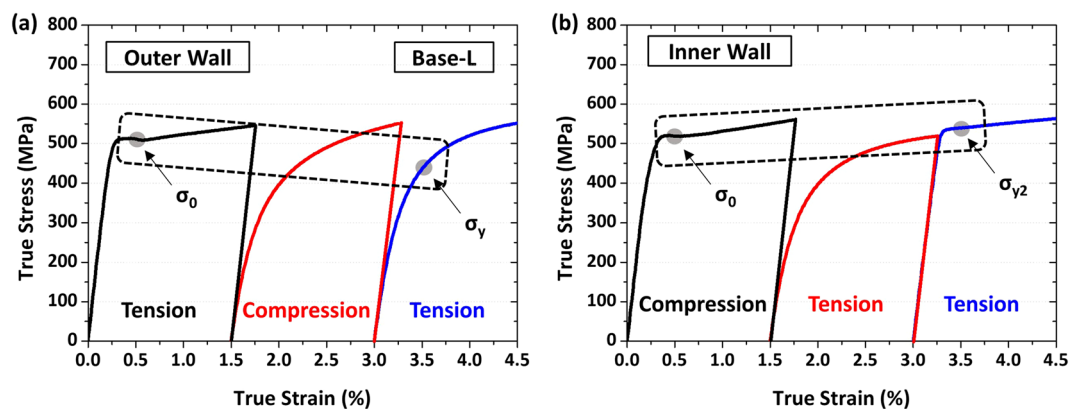 (a)
800
700
600
500
400
300
200
100
0
True Stress (MPa)
Outer Wall
Base-L
σ0
σy
Tension
Compression
Tension
0.0 0.5 1.0 1.5 2.0 2.5 3.0 3.5 4.0 4.5
True Strain (%)
(b)
800
700
600
500
400
300
200
100
0
True Stress (MPa)
Inner Wall
σ0
σy2
Compression
Tension
Tension
0.0 0.5 1.0 1.5 2.0 2.5 3.0 3.5 4.0 4.5
True Strain (%)